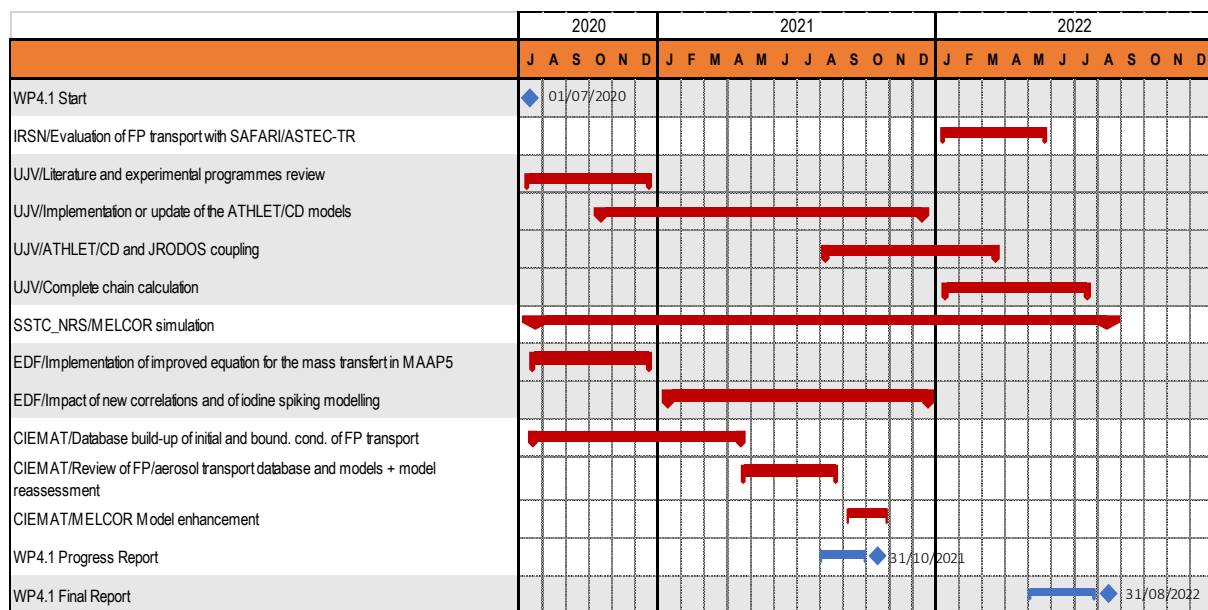 2020 2021 2022
J A S O N D J F M A M J J A S O N D J F M A M J J A S O N D
WP4.1 Start 01/07/2020
IRSN/Evaluation of FP transport with SAFARI/ASTEC-TR
UJV/Literature and experimental programmes review
UJV/Implementation or update of the ATHLET/CD models
UJV/ATHLET/CD and JRODOS coupling
UJV/Complete chain calculation
SSTC_NRS/MELCOR simulation
EDF/Implementation of improved equation for the mass transfert in MAAP5
EDF/Impact of new correlations and of iodine spiking modelling
CIEMAT/Database build-up of initial and bound. cond. of FP transport
CIEMAT/Review of FP/aerosol transport database and models + model
reassessment
CIEMAT/MELCOR Model enhancement
WP4.1 Progress Report 31/10/2021
WP4.1 Final Report 31/08/2022